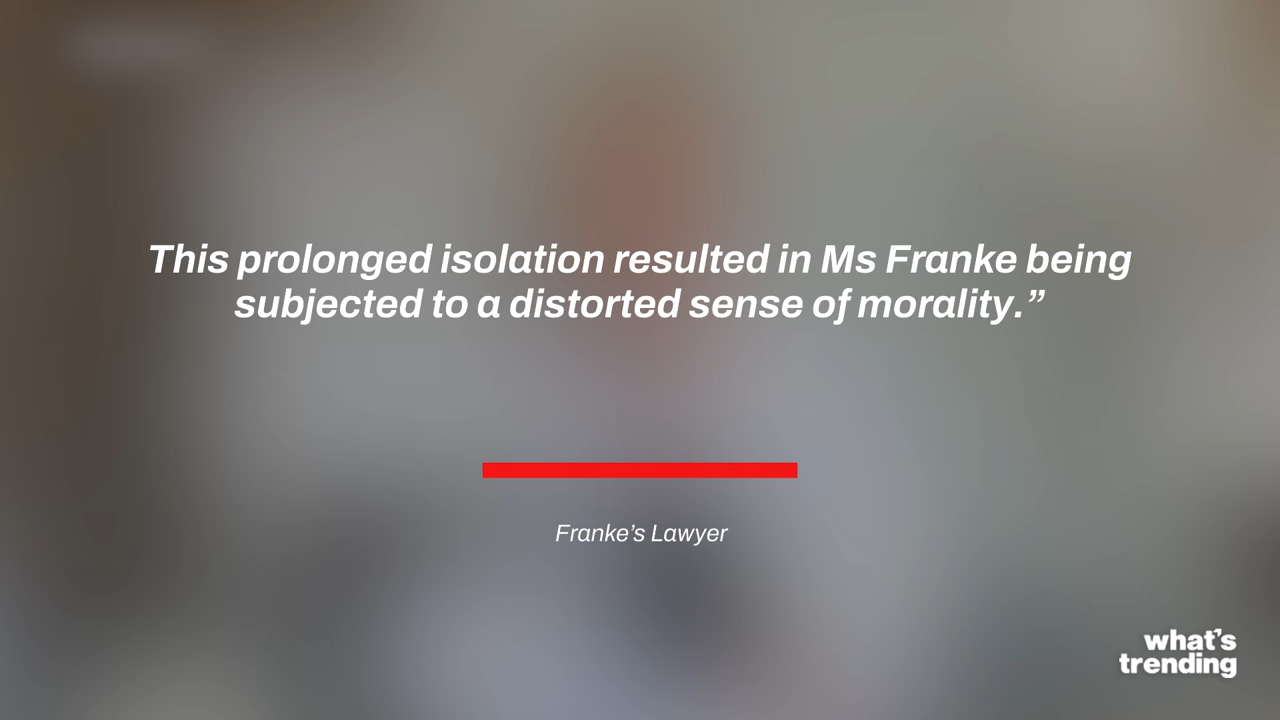 This prolonged isolation resulted in Ms Franke being
subjected to a distorted sense of morality.”
Franke’s Lawyer
what’s
trending